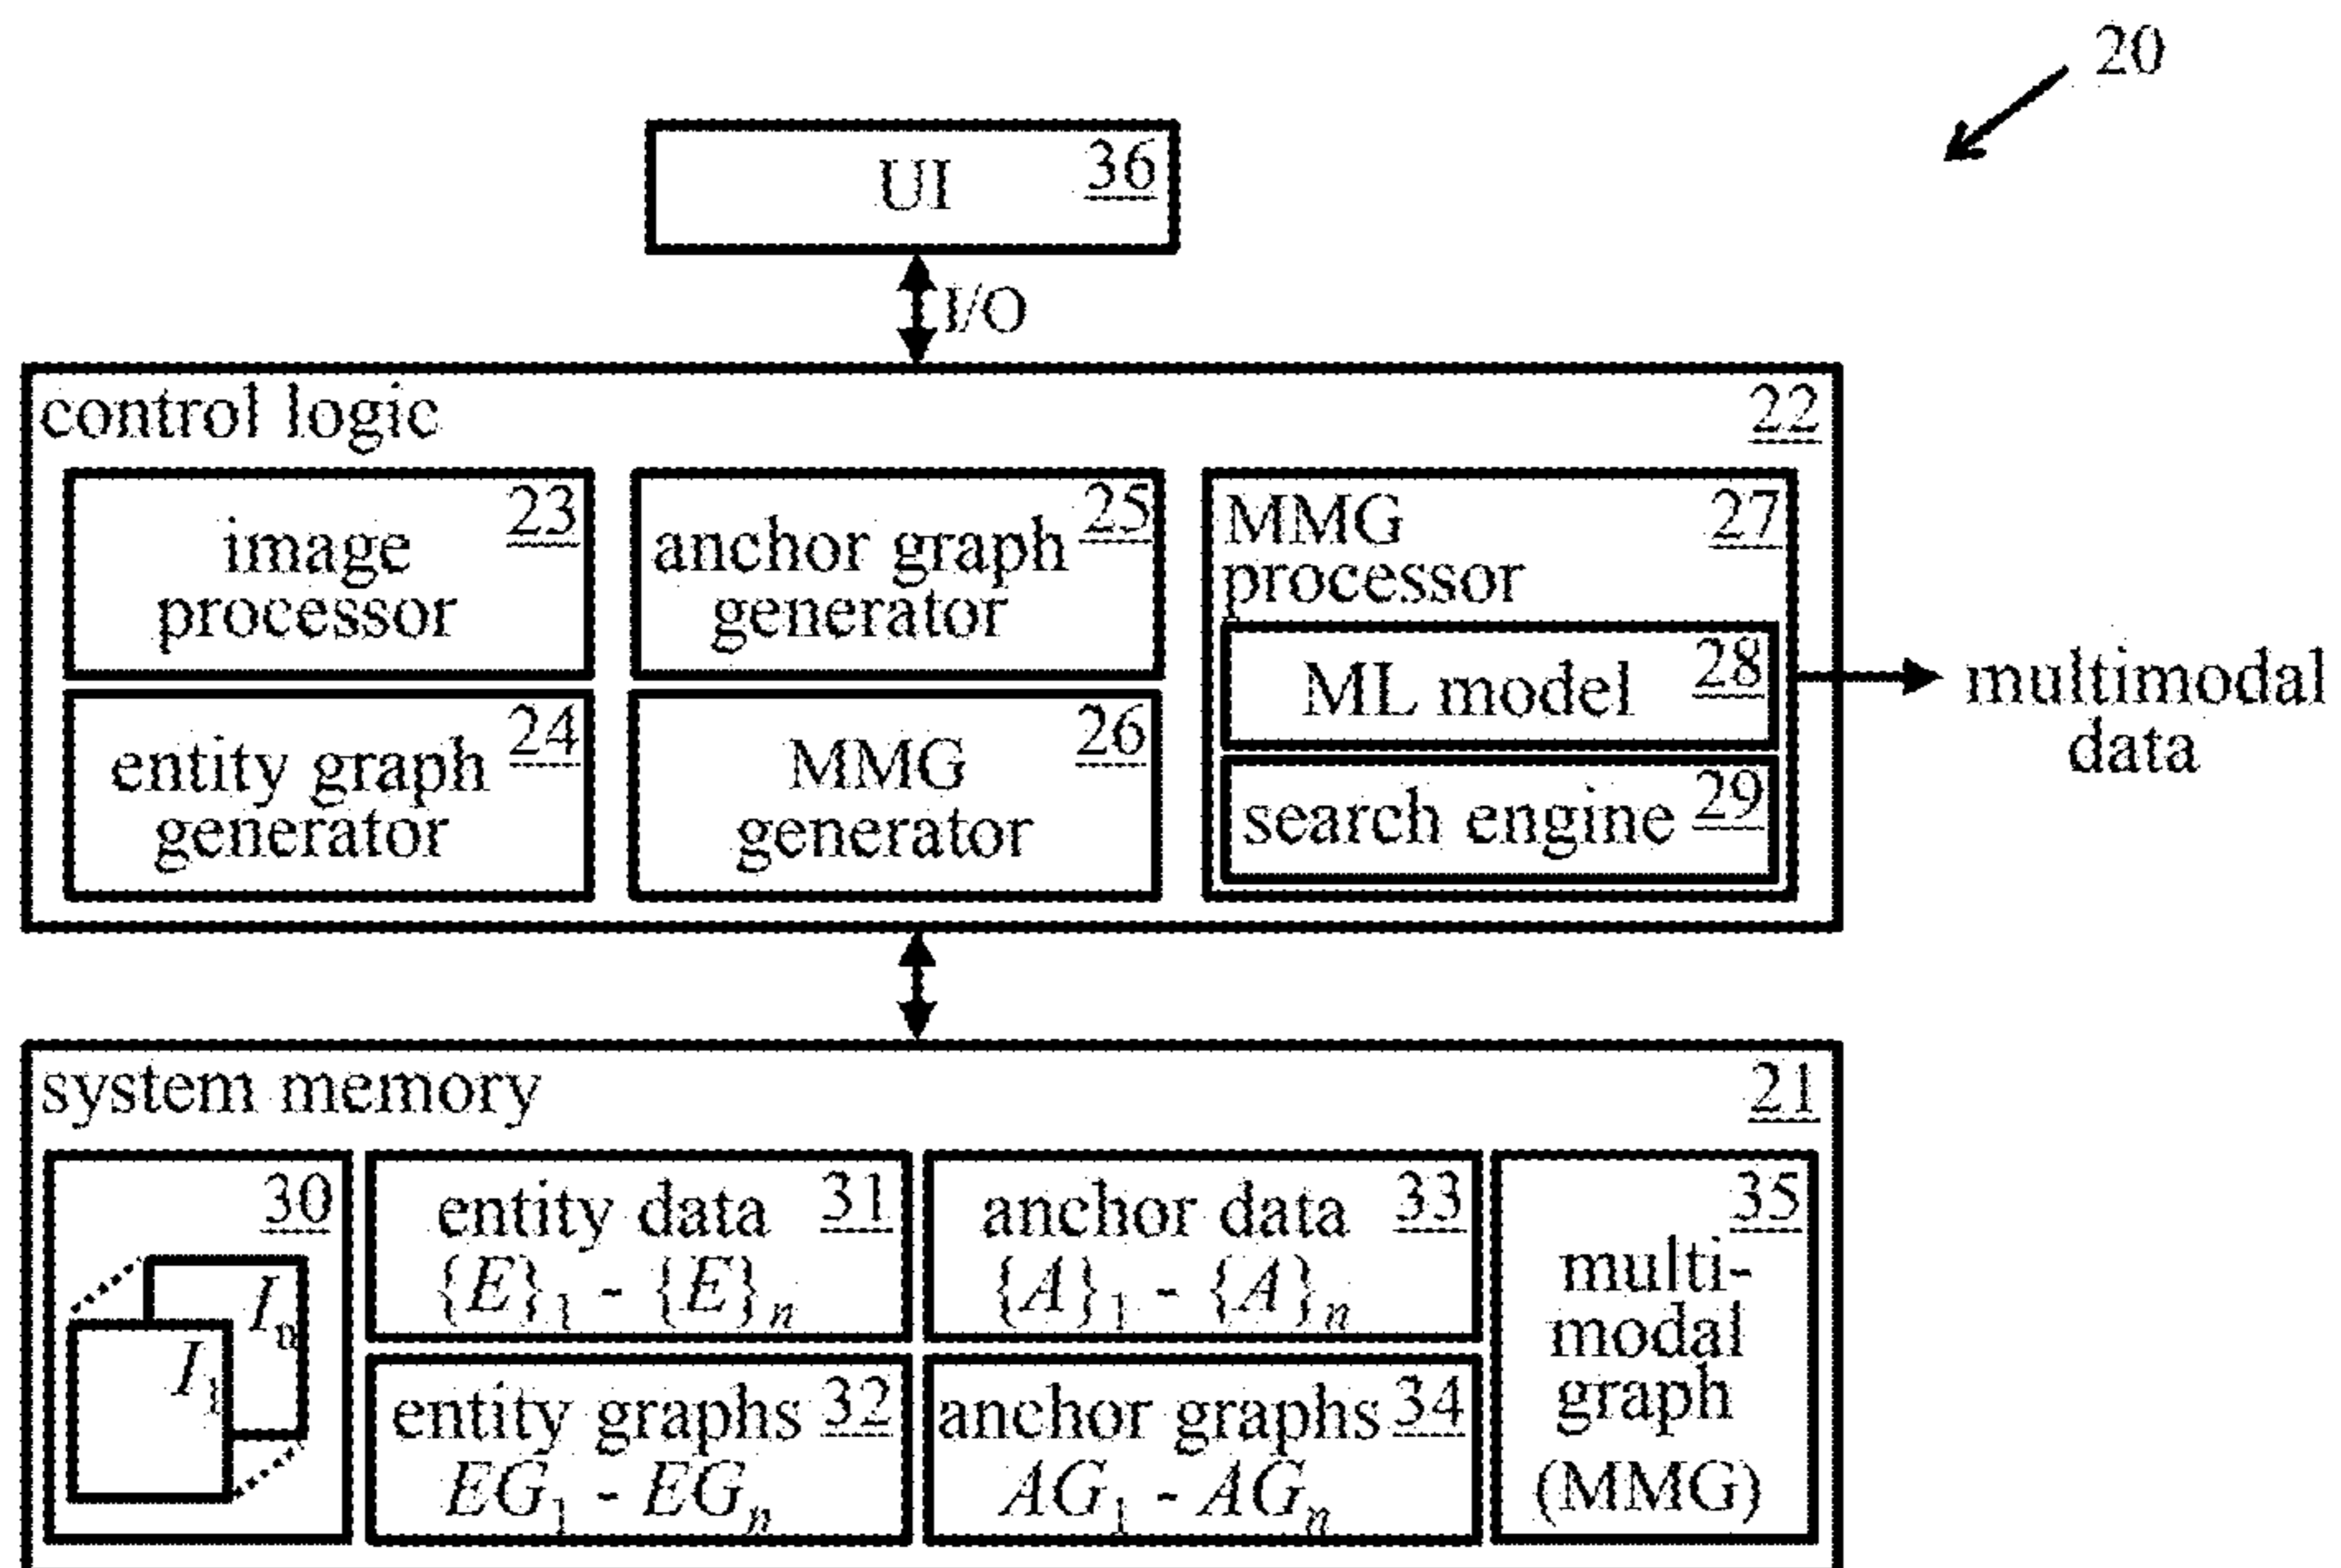 20
UI 36
I/O
control logic 22
image 23
processor
anchor graph 25
generator
MMG 27
processor
ML model 28
search engine 29
entity graph 24
generator
MMG 26
generator
multimodal
data
system memory 21
30
I₁
Iₙ
entity data 31
{E}₁ - {E}ₙ
anchor data 33
{A}₁ - {A}ₙ
entity graphs 32
EG₁ - EGₙ
anchor graphs 34
AG₁ - AGₙ
35
multi-
modal
graph
(MMG)